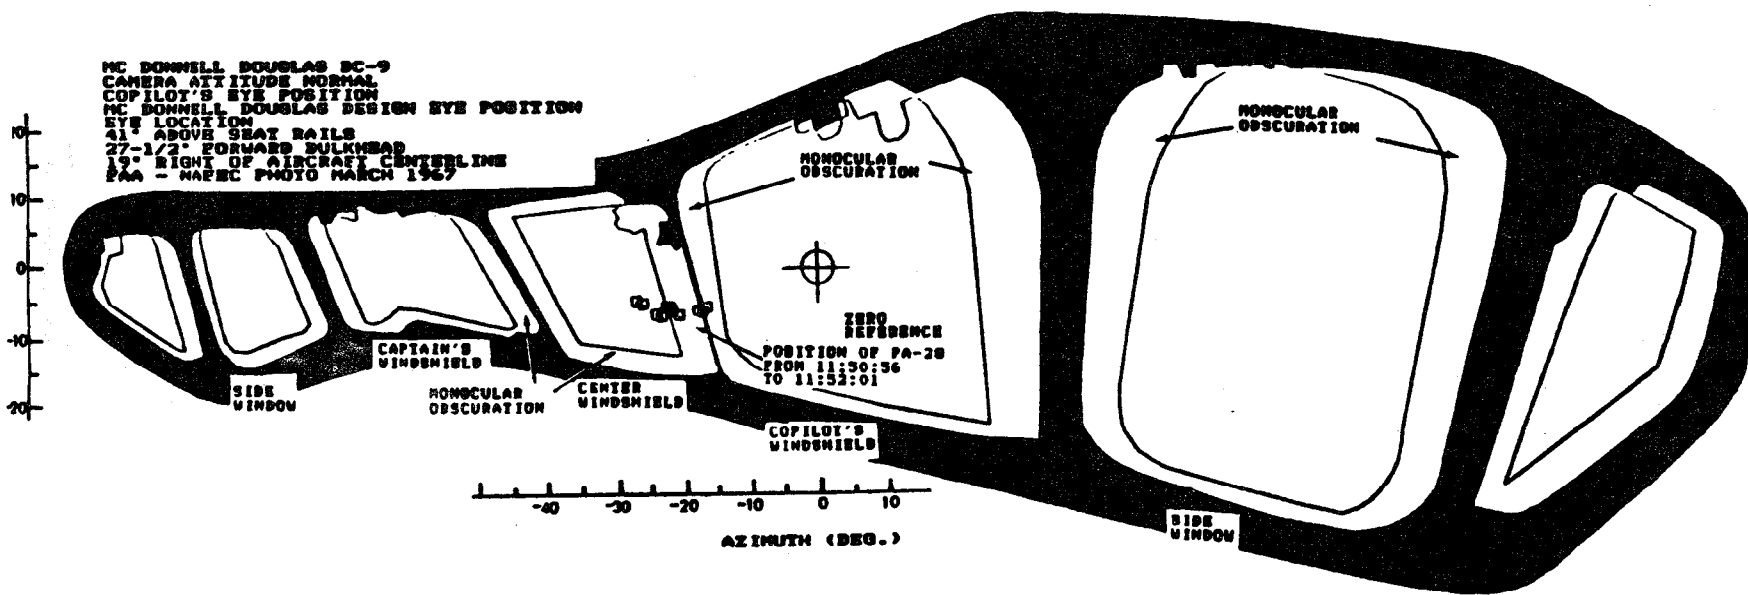 MC DONNELL DOUGLAS DC-9
CAMERA ATTITUDE NORMAL
COPILOT'S EYE POSITION
MC DONNELL DOUGLAS DESIGN EYE POSITION
EYE LOCATION
41" ABOVE SEAT RAILS
27-1/2" FORWARD BULKHEAD
19" RIGHT OF AIRCRAFT CENTERLINE
FAA - NAFEC PHOTO MARCH 1967
10
0
-10
-20
MONOCULAR
OBSCURATION
MONOCULAR
OBSCURATION
ZERO
REFERENCE
POSITION OF PA-28
FROM 11:50:56
TO 11:52:01
CAPTAIN'S
WINDSHIELD
SIDE
WINDOW
MONOCULAR
OBSCURATION
CENTER
WINDSHIELD
COPILOT'S
WINDSHIELD
SIDE
WINDOW
-40 -30 -20 -10 0 10
AZIMUTH (DEG.)